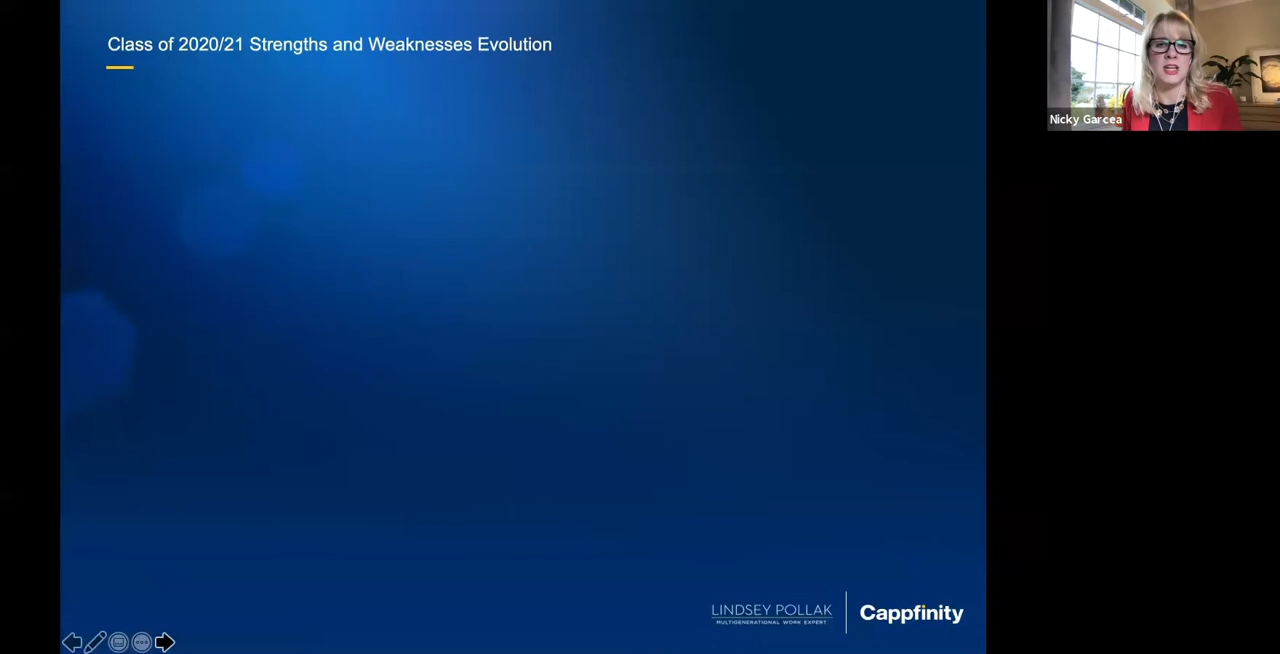 Class of 2020/21 Strengths and Weaknesses Evolution
Nicky Garcea
LINDSEY POLLAK
MULTIGENERATIONAL WORK EXPERT
Cappfinity